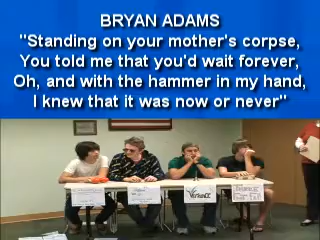 BRYAN ADAMS
"Standing on your mother's corpse,
You told me that you'd wait forever,
Oh, and with the hammer in my hand,
I knew that it was now or never"